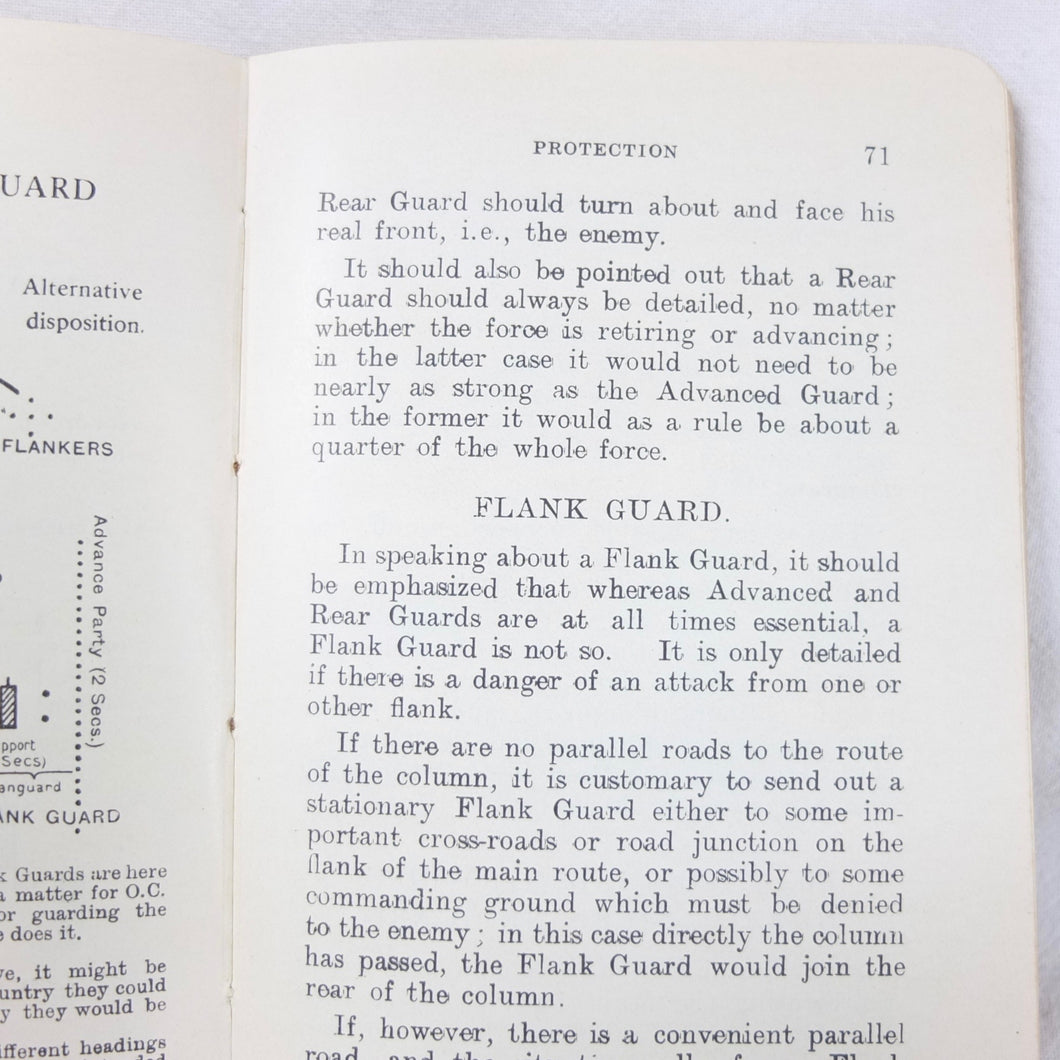 UARD
Alternative
disposition.
FLANKERS
Advance Party (2 Secs.)
pport
Secs)
anguard
ANK GUARD
k Guards are here
a matter for O.C.
or guarding the
e does it.
ve, it might be
untry they could
y they would be
ifferent headings
PROTECTION 71
Rear Guard should turn about and face his
real front, i.e., the enemy.
It should also be pointed out that a Rear
Guard should always be detailed, no matter
whether the force is retiring or advancing;
in the latter case it would not need to be
nearly as strong as the Advanced Guard;
in the former it would as a rule be about a
quarter of the whole force.
FLANK GUARD.
In speaking about a Flank Guard, it should
be emphasized that whereas Advanced and
Rear Guards are at all times essential, a
Flank Guard is not so. It is only detailed
if there is a danger of an attack from one or
other flank.
If there are no parallel roads to the route
of the column, it is customary to send out a
stationary Flank Guard either to some im-
portant cross-roads or road junction on the
flank of the main route, or possibly to some
commanding ground which must be denied
to the enemy; in this case directly the column
has passed, the Flank Guard would join the
rear of the column.
If, however, there is a convenient parallel
road, and the